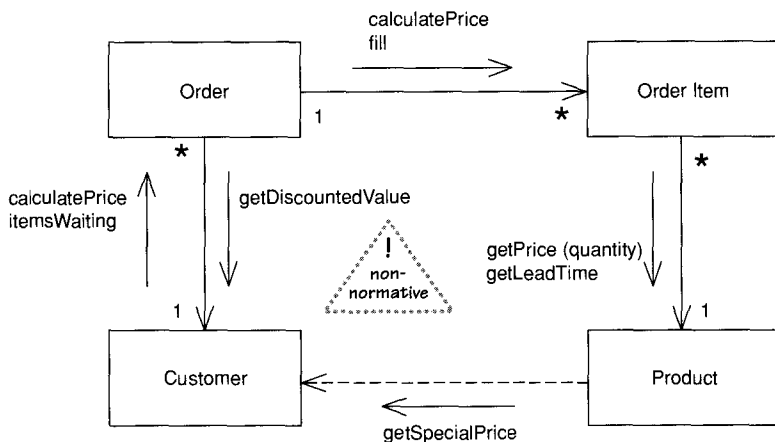 calculatePrice
fill
Order
Order Item
1
*
*
*
calculatePrice
itemsWaiting
getDiscountedValue
!
non-
normative
getPrice (quantity)
getLeadTime
1
1
Customer
Product
getSpecialPrice